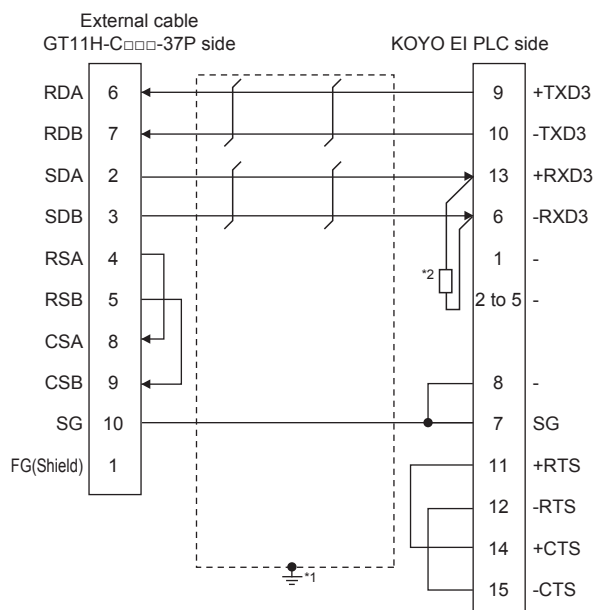 External cable
GT11H-C□□□-37P side KOYO EI PLC side
RDA 6 9 +TXD3
RDB 7 10 -TXD3
SDA 2 13 +RXD3
SDB 3 6 -RXD3
RSA 4 1 -
*2
RSB 5 2 to 5 -
CSA 8
CSB 9 8 -
SG 10 7 SG
FG(Shield) 1 11 +RTS
12 -RTS
14 +CTS
*1
15 -CTS